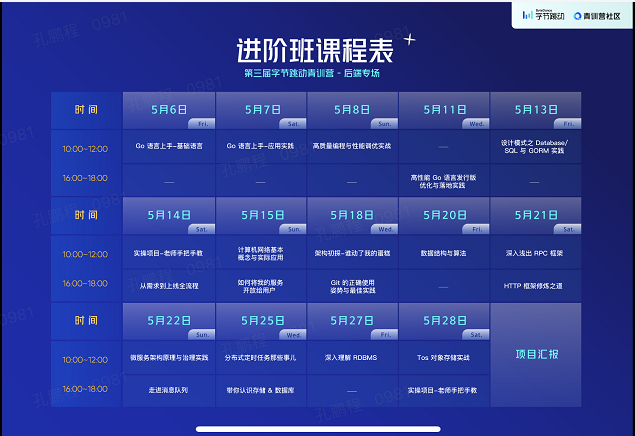 ByteDance
字节跳动
青训营社区
进阶班课程表
第三届字节跳动青训营 - 后端专场
时 间
5月6日
5月7日
5月8日
5月11日
5月13日
Fri.
Sat.
Sun.
Wed.
Fri.
10:00~12:00
Go 语言上手-基础语言
Go 语言上手-应用实践
高质量编程与性能调优实战
——
设计模式之 Database/
SQL 与 GORM 实践
16:00~18:00
——
——
——
高性能 Go 语言发行版
优化与落地实践
——
时 间
5月14日
5月15日
5月18日
5月20日
5月21日
Sat.
Sun.
Wed.
Fri.
Sat.
10:00~12:00
实操项目-老师手把手教
计算机网络基本
概念与实际应用
架构初探-谁动了我的蛋糕
数据结构与算法
深入浅出 RPC 框架
16:00~18:00
从需求到上线全流程
如何将我的服务
开放给用户
Git 的正确使用
姿势与最佳实践
——
HTTP 框架修炼之道
时 间
5月22日
5月25日
5月27日
5月28日
项目汇报
Sun.
Wed.
Fri.
Sat.
10:00~12:00
微服务架构原理与治理实践
分布式定时任务那些事儿
深入理解 RDBMS
Tos 对象存储实战
16:00~18:00
走进消息队列
带你认识存储 & 数据库
——
实操项目-老师手把手教
孔鹏程 0981